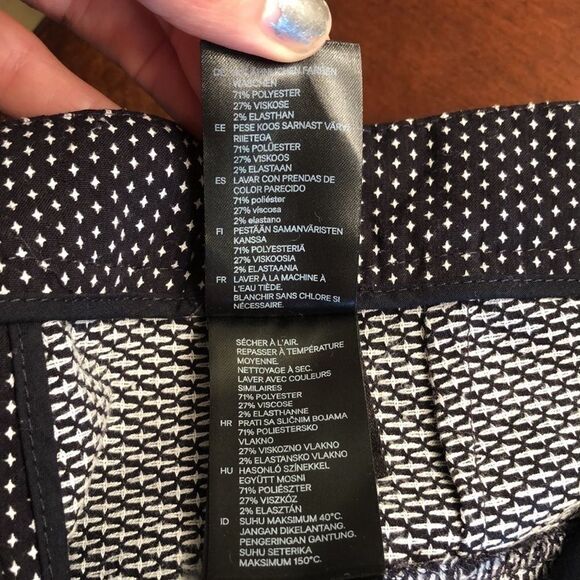 DE
FARBEN
WASCHEN
71% POLYESTER
27% VISKOSE
2% ELASTHAN
EE PESE KOOS SARNAST VÄRVI
RIIETEGA
71% POLÜESTER
27% VISKOOS
2% ELASTAAN
ES LAVAR CON PRENDAS DE
COLOR PARECIDO
71% poliéster
27% viscosa
2% elastano
FI PESTÄÄN SAMANVÄRISTEN
KANSSA
71% POLYESTERIÄ
27% VISKOOSIA
2% ELASTAANIA
FR LAVER À LA MACHINE À
L'EAU TIÈDE.
BLANCHIR SANS CHLORE SI
NÉCESSAIRE.
SÉCHER À L'AIR.
REPASSER À TEMPÉRATURE
MOYENNE.
NETTOYAGE À SEC.
LAVER AVEC COULEURS
SIMILAIRES
71% POLYESTER
27% VISCOSE
2% ELASTHANNE
HR PRATI SA SLIČNIM BOJAMA
71% POLIESTERSKO
VLAKNO
27% VISKOZNO VLAKNO
2% ELASTANSKO VLAKNO
HU HASONLÓ SZÍNEKKEL
EGYÜTT MOSNI
71% POLIÉSZTER
27% VISZKÓZ
2% ELASZTÁN
ID SUHU MAKSIMUM 40°C.
JANGAN DIKELANTANG.
PENGERINGAN GANTUNG.
SUHU SETERIKA
MAKSIMUM 150°C.